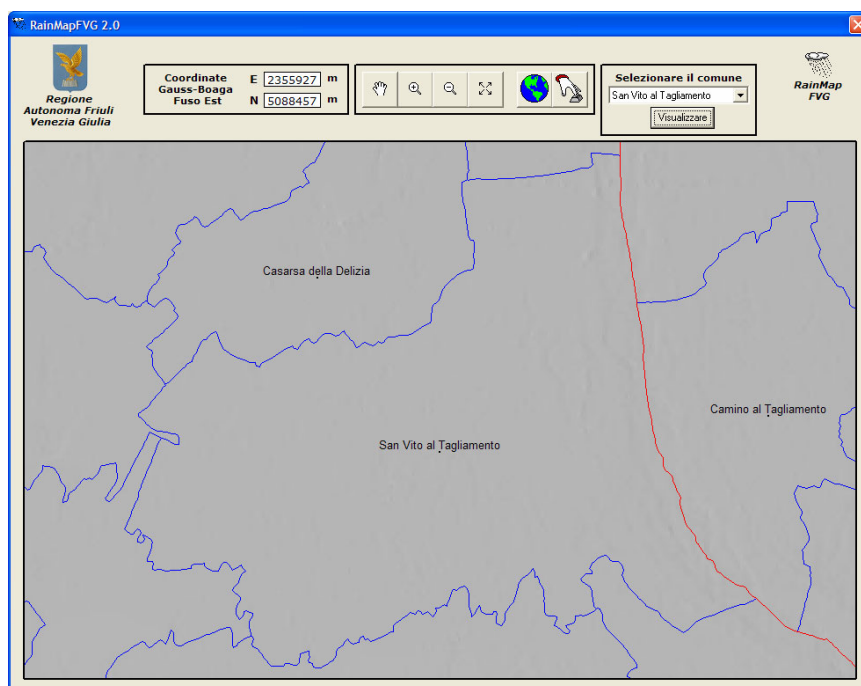 RainMapFVG 2.0
Regione
Autonoma Friuli
Venezia Giulia
Coordinate
Gauss-Boaga
Fuso Est
E 2355927 m
N 5088457 m
Selezionare il comune
San Vito al Tagliamento
Visualizzare
RainMap
FVG
Casarsa della Delizia
Camino al Tagliamento
San Vito al Tagliamento